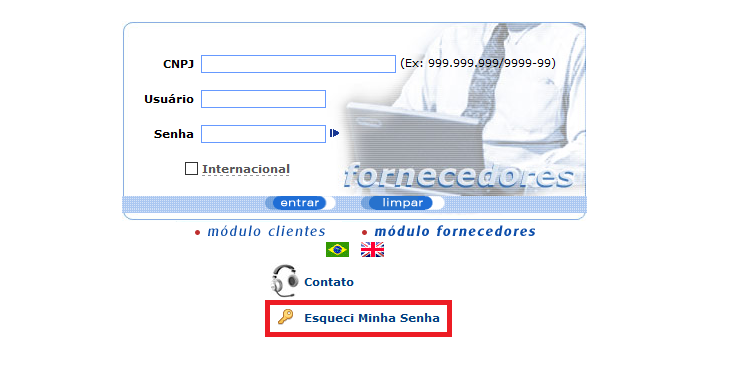 CNPJ (Ex: 999.999.999/9999-99)
Usuário
Senha
Internacional
fornecedores
entrar limpar
• módulo clientes • módulo fornecedores
Contato
Esqueci Minha Senha